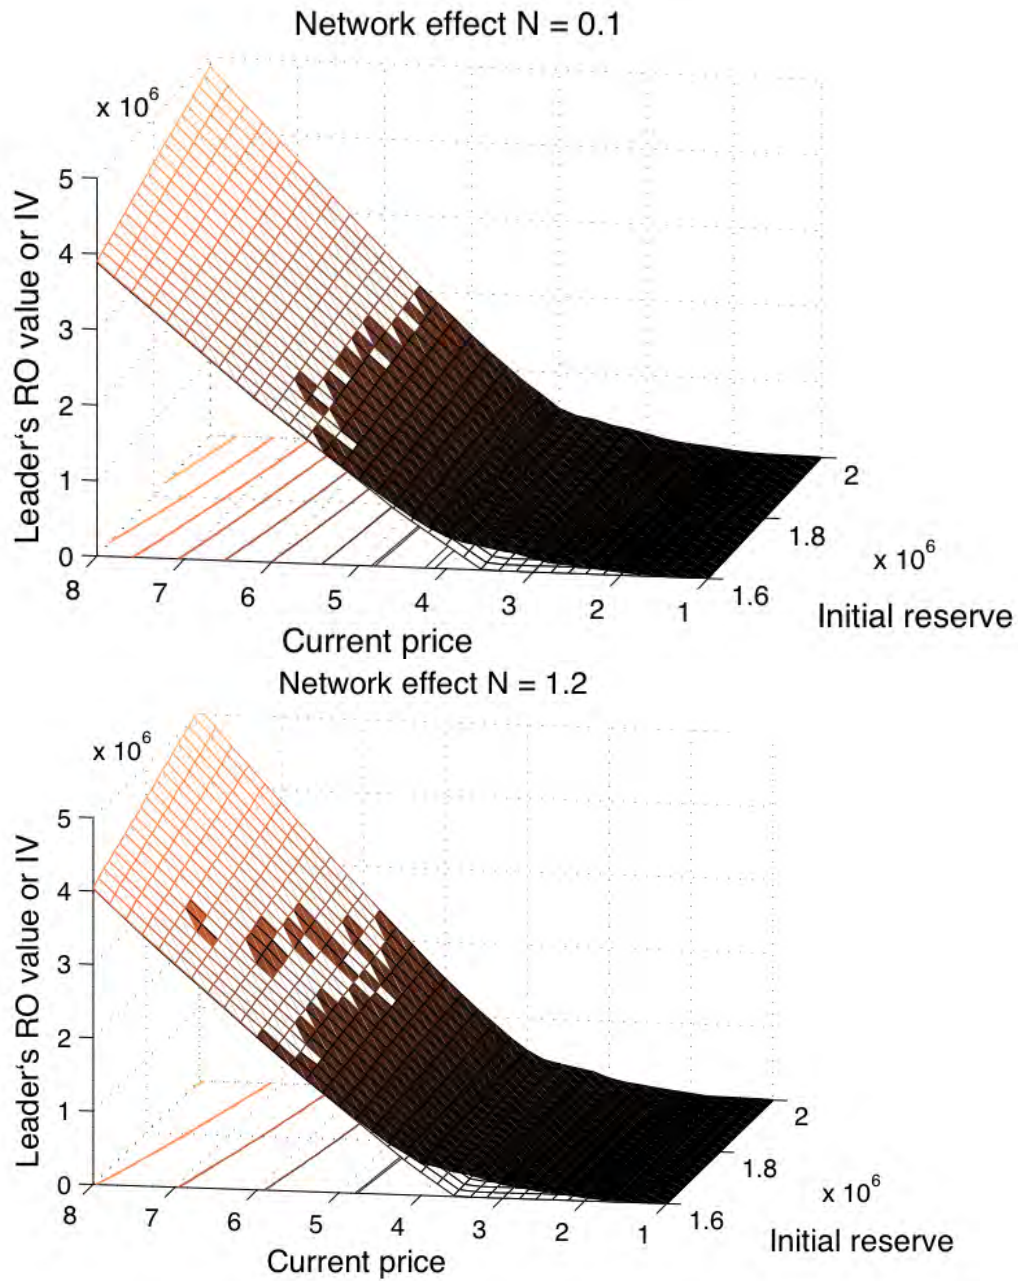 Network effect N = 0.1
x 10^6
5
4
3
2
1
0
Leader's RO value or IV
8
7
6
5
4
3
2
1
Current price
2
1.8
1.6
x 10^6
Initial reserve
Network effect N = 1.2
x 10^6
5
4
3
2
1
0
Leader's RO value or IV
8
7
6
5
4
3
2
1
Current price
2
1.8
1.6
x 10^6
Initial reserve